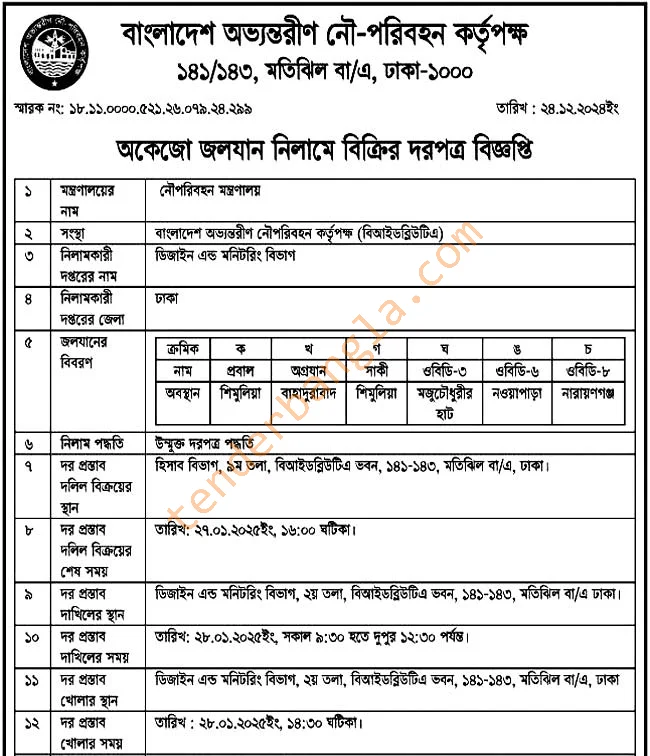 বাংলাদেশ অভ্যন্তরীণ নৌ-পরিবহন কর্তৃপক্ষ
১৪১/১৪৩, মতিঝিল বা/এ, ঢাকা-১০০০
স্মারক নং: ১৮.১১.০০০০.৫২১.২৬.০৭৯.২৪.২৯৯ তারিখ : ২৪.১২.২০২৪ইং
অকেজো জলযান নিলামে বিক্রির দরপত্র বিজ্ঞপ্তি
১ মন্ত্রণালয়ের নৌপরিবহন মন্ত্রণালয়
নাম
২ সংস্থা বাংলাদেশ অভ্যন্তরীণ নৌপরিবহন কর্তৃপক্ষ (বিআইডব্লিউটিএ)
৩ নিলামকারী ডিজাইন এন্ড মনিটরিং বিভাগ
দপ্তরের নাম
৪ নিলামকারী ঢাকা
দপ্তরের জেলা
৫ জলযানের
বিবরণ
ক্রমিক ক খ গ ঘ ঙ চ
নাম প্রবাল অগ্রযান সাকী ওবিডি-৩ ওবিডি-৬ ওবিডি-৮
অবস্থান শিমুলিয়া বাহাদুরাবাদ শিমুলিয়া মজুচৌধুরীর নওয়াপাড়া নারায়ণগঞ্জ
হাট
৬ নিলাম পদ্ধতি উম্মুক্ত দরপত্র পদ্ধতি
৭ দর প্রস্তাব হিসাব বিভাগ, ৯ম তলা, বিআইডব্লিউটিএ ভবন, ১৪১-১৪৩, মতিঝিল বা/এ, ঢাকা।
দলিল বিক্রয়ের
স্থান
৮ দর প্রস্তাব তারিখ: ২৭.০১.২০২৫ইং, ১৬:০০ ঘটিকা।
দলিল বিক্রয়ের
শেষ সময়
৯ দর প্রস্তাব ডিজাইন এন্ড মনিটরিং বিভাগ, ২য় তলা, বিআইডব্লিউটিএ ভবন, ১৪১-১৪৩, মতিঝিল বা/এ ঢাকা।
দাখিলের স্থান
১০ দর প্রস্তাব তারিখ: ২৮.০১.২০২৫ইং, সকাল ৯:৩০ হতে দুপুর ১২:৩০ পর্যন্ত।
দাখিলের সময়
১১ দর প্রস্তাব ডিজাইন এন্ড মনিটরিং বিভাগ, ২য় তলা, বিআইডব্লিউটিএ ভবন, ১৪১-১৪৩, মতিঝিল বা/এ, ঢাকা
খোলার স্থান
১২ দর প্রস্তাব তারিখ : ২৮.০১.২০২৫ইং, ১৪:৩০ ঘটিকা।
খোলার সময়
tenderbangla.com